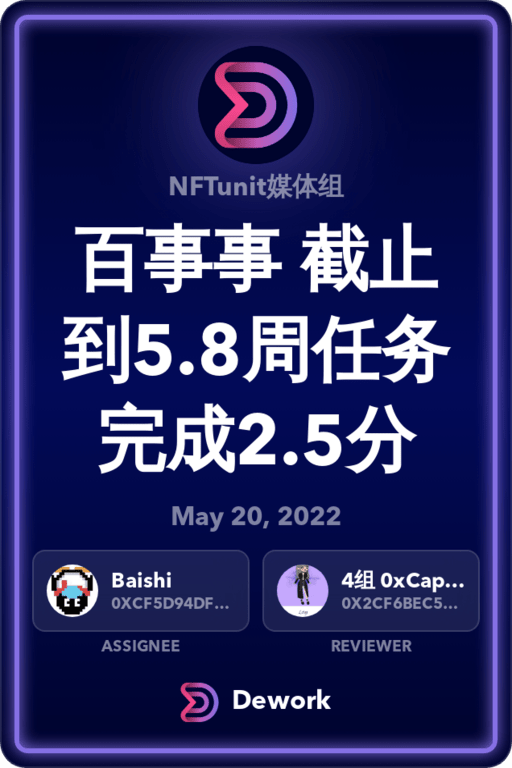 NFTunit媒体组
百事事 截止
到5.8周任务
完成2.5分
May 20, 2022
Baishi
0XCF5D94DF...
ASSIGNEE
4组 0xCap...
0X2CF6BEC5...
REVIEWER
Dework